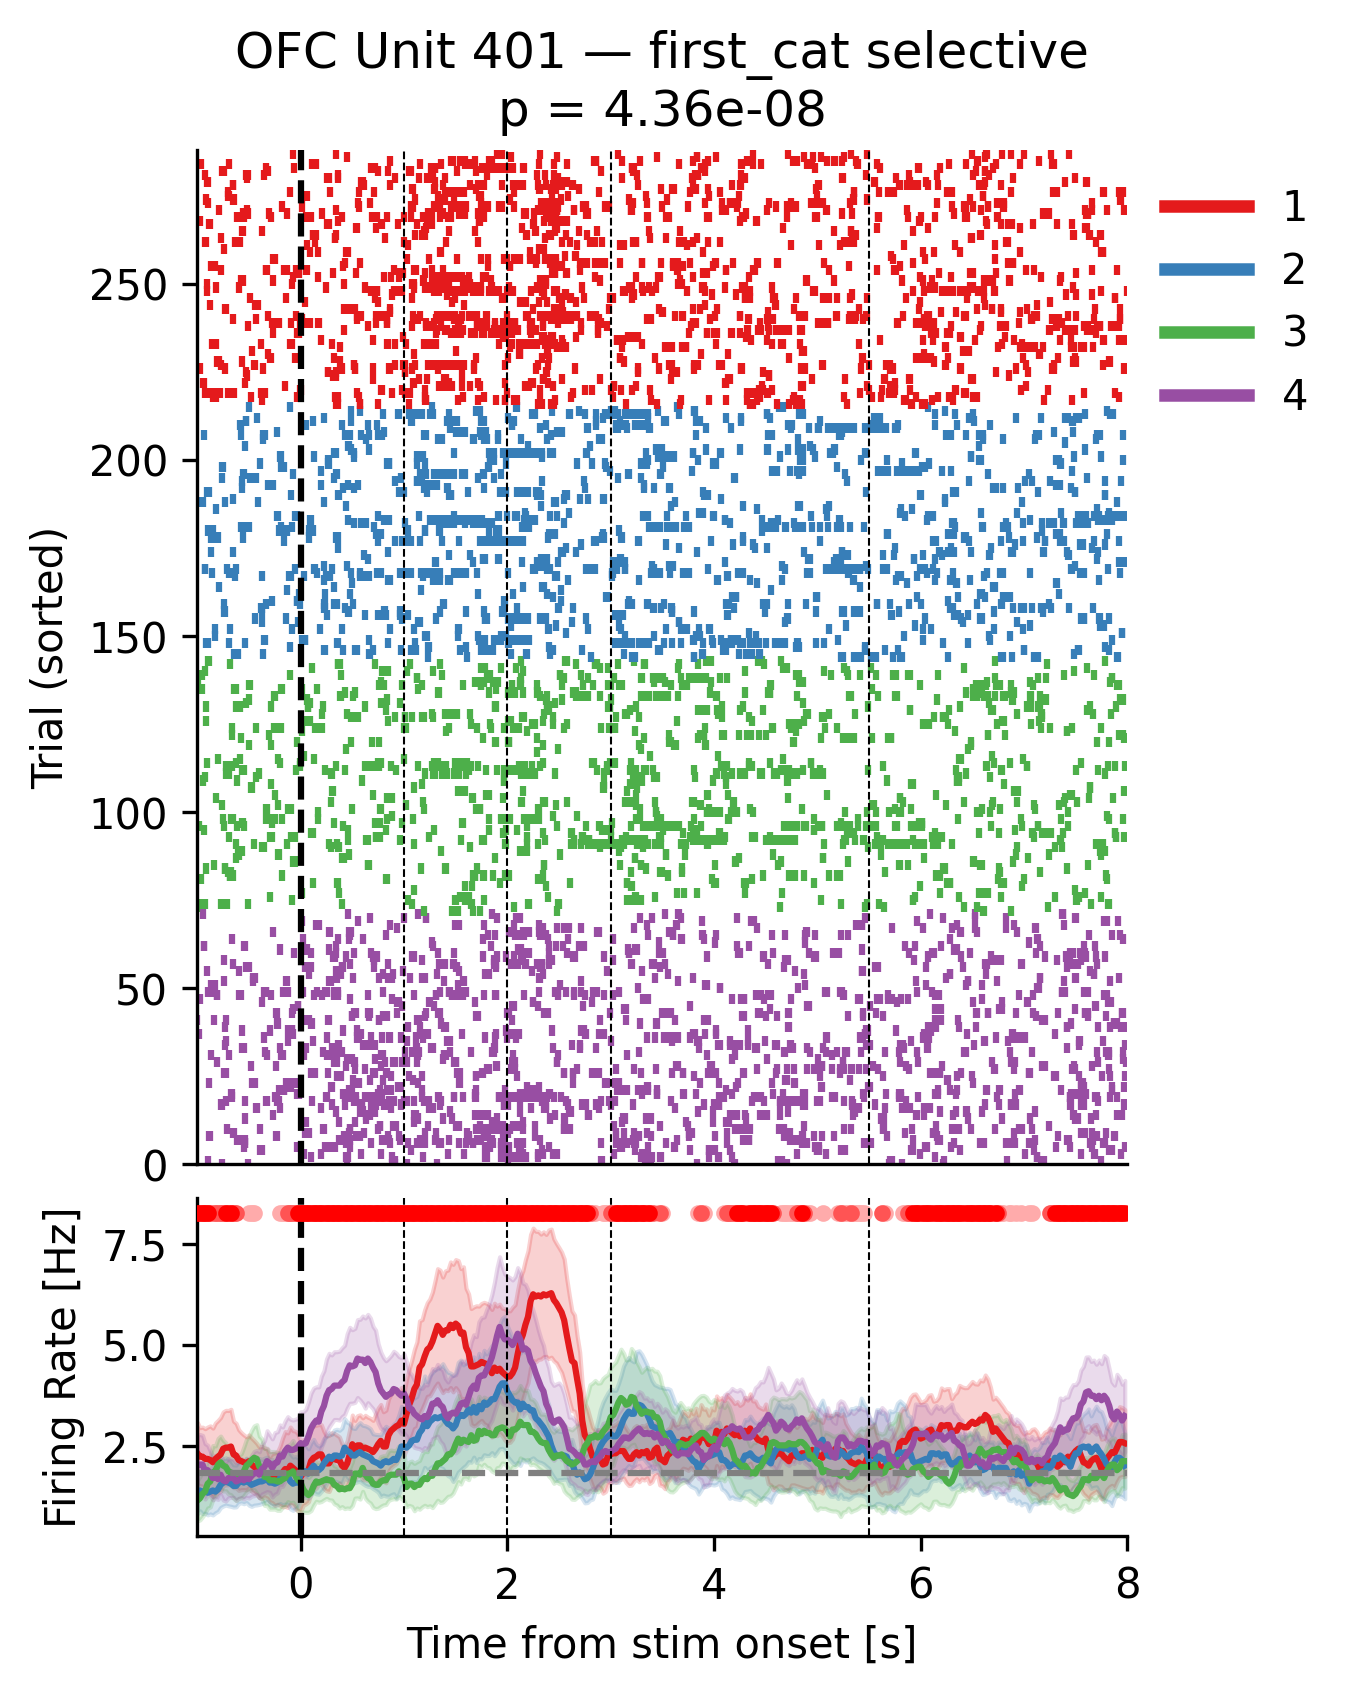 OFC Unit 401 — first_cat selective
p = 4.36e-08
1
2
3
4
250
200
150
100
50
0
Trial (sorted)
7.5
5.0
2.5
Firing Rate [Hz]
0 2 4 6 8
Time from stim onset [s]